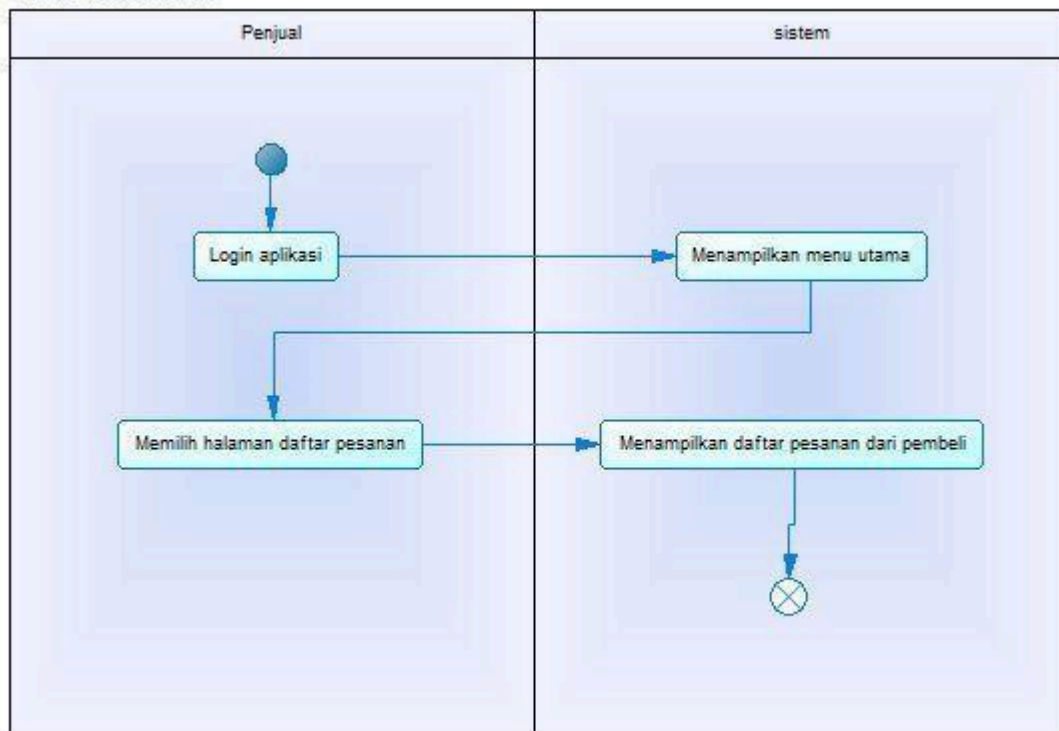 Penjual
sistem
Login aplikasi
Menampilkan menu utama
Memilih halaman daftar pesanan
Menampilkan daftar pesanan dari pembeli